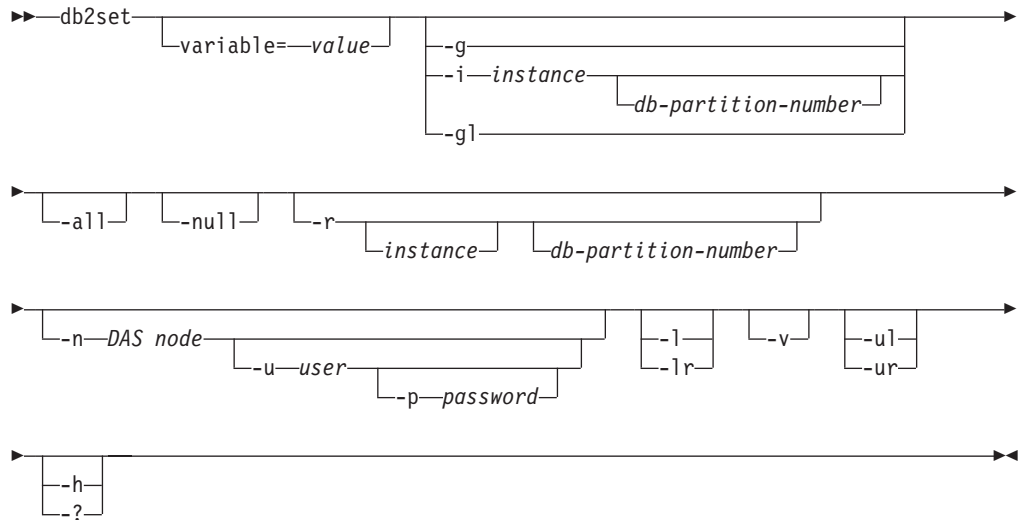 db2set
variable= value
-g
-i instance
db-partition-number
-gl
-all -null -r
instance db-partition-number
-n DAS node -l -v -ul
-u user -lr -ur
-p password
-h
-?